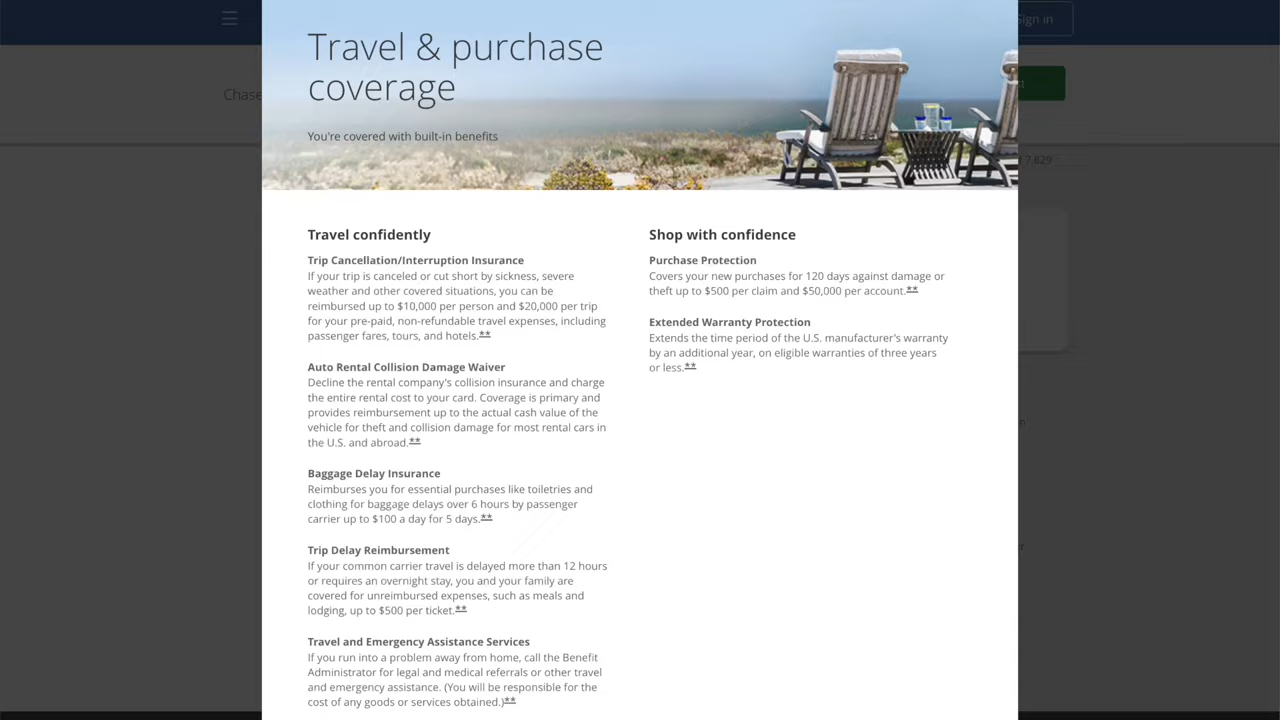 Sign in
Chase
t
17.829
Travel & purchase
coverage
You're covered with built-in benefits
Travel confidently
Trip Cancellation/Interruption Insurance
If your trip is canceled or cut short by sickness, severe
weather and other covered situations, you can be
reimbursed up to $10,000 per person and $20,000 per trip
for your pre-paid, non-refundable travel expenses, including
passenger fares, tours, and hotels.**
Auto Rental Collision Damage Waiver
Decline the rental company's collision insurance and charge
the entire rental cost to your card. Coverage is primary and
provides reimbursement up to the actual cash value of the
vehicle for theft and collision damage for most rental cars in
the U.S. and abroad.**
Baggage Delay Insurance
Reimburses you for essential purchases like toiletries and
clothing for baggage delays over 6 hours by passenger
carrier up to $100 a day for 5 days.**
Trip Delay Reimbursement
If your common carrier travel is delayed more than 12 hours
or requires an overnight stay, you and your family are
covered for unreimbursed expenses, such as meals and
lodging, up to $500 per ticket.**
Travel and Emergency Assistance Services
If you run into a problem away from home, call the Benefit
Administrator for legal and medical referrals or other travel
and emergency assistance. (You will be responsible for the
cost of any goods or services obtained.)**
Shop with confidence
Purchase Protection
Covers your new purchases for 120 days against damage or
theft up to $500 per claim and $50,000 per account.**
Extended Warranty Protection
Extends the time period of the U.S. manufacturer's warranty
by an additional year, on eligible warranties of three years
or less.**